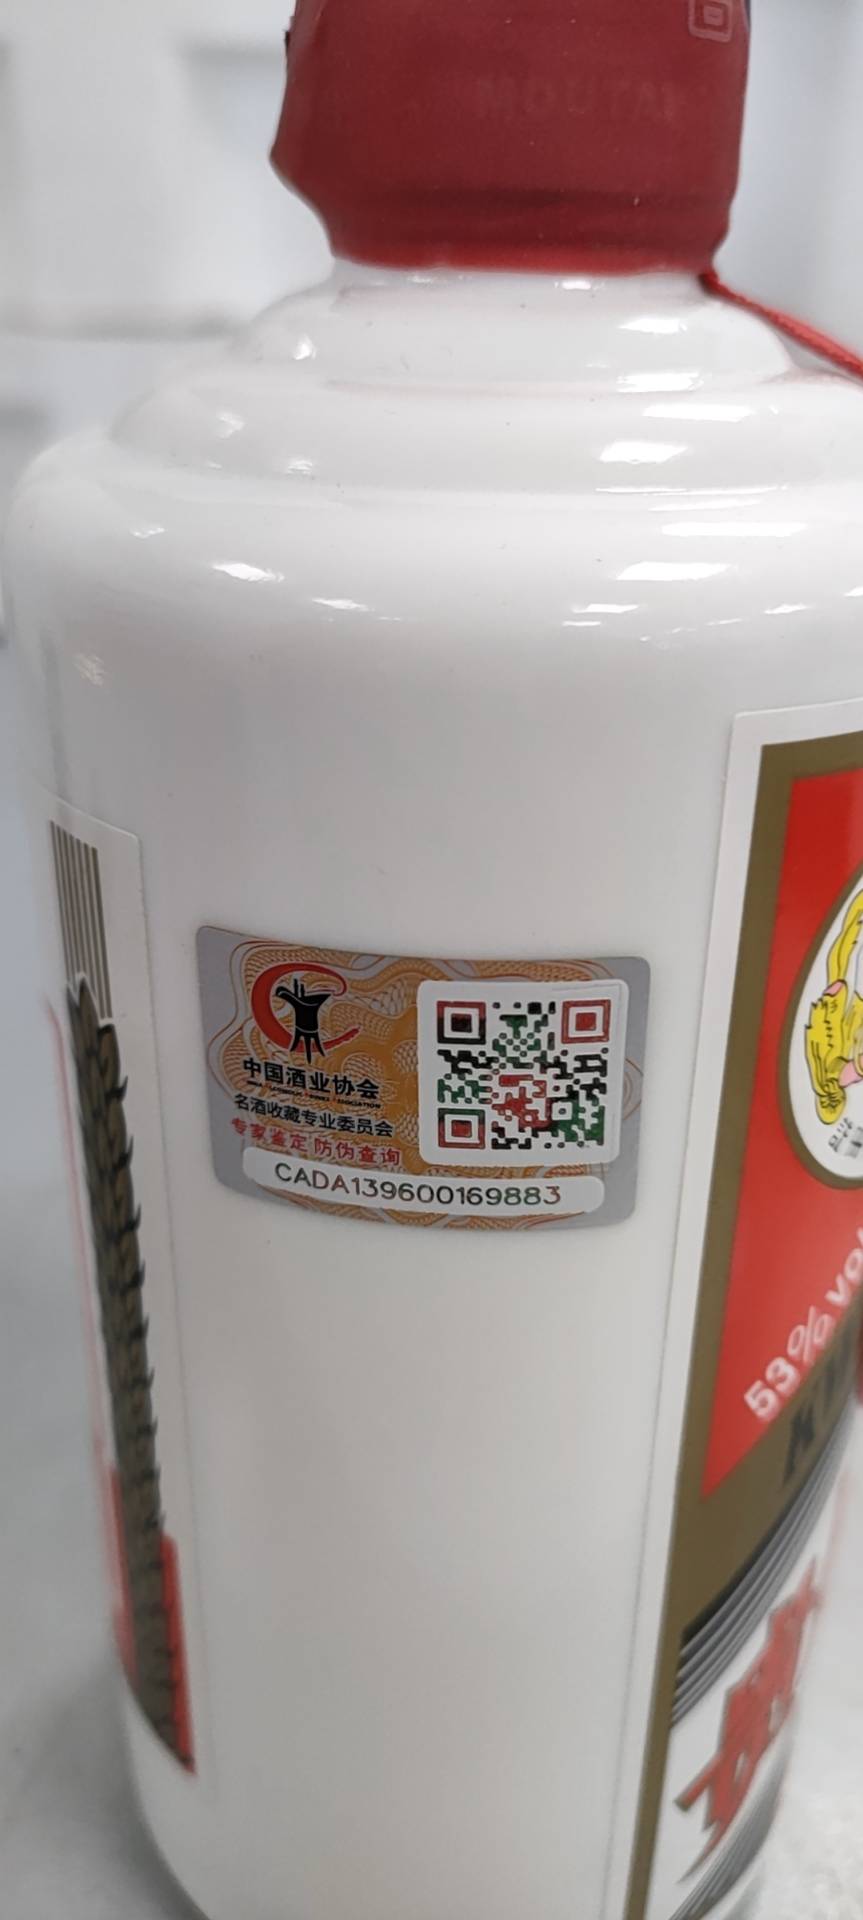 MOUTAI
中国酒业协会
名酒收藏专业委员会
专家鉴定 防伪查询
CADA139600169883
53%